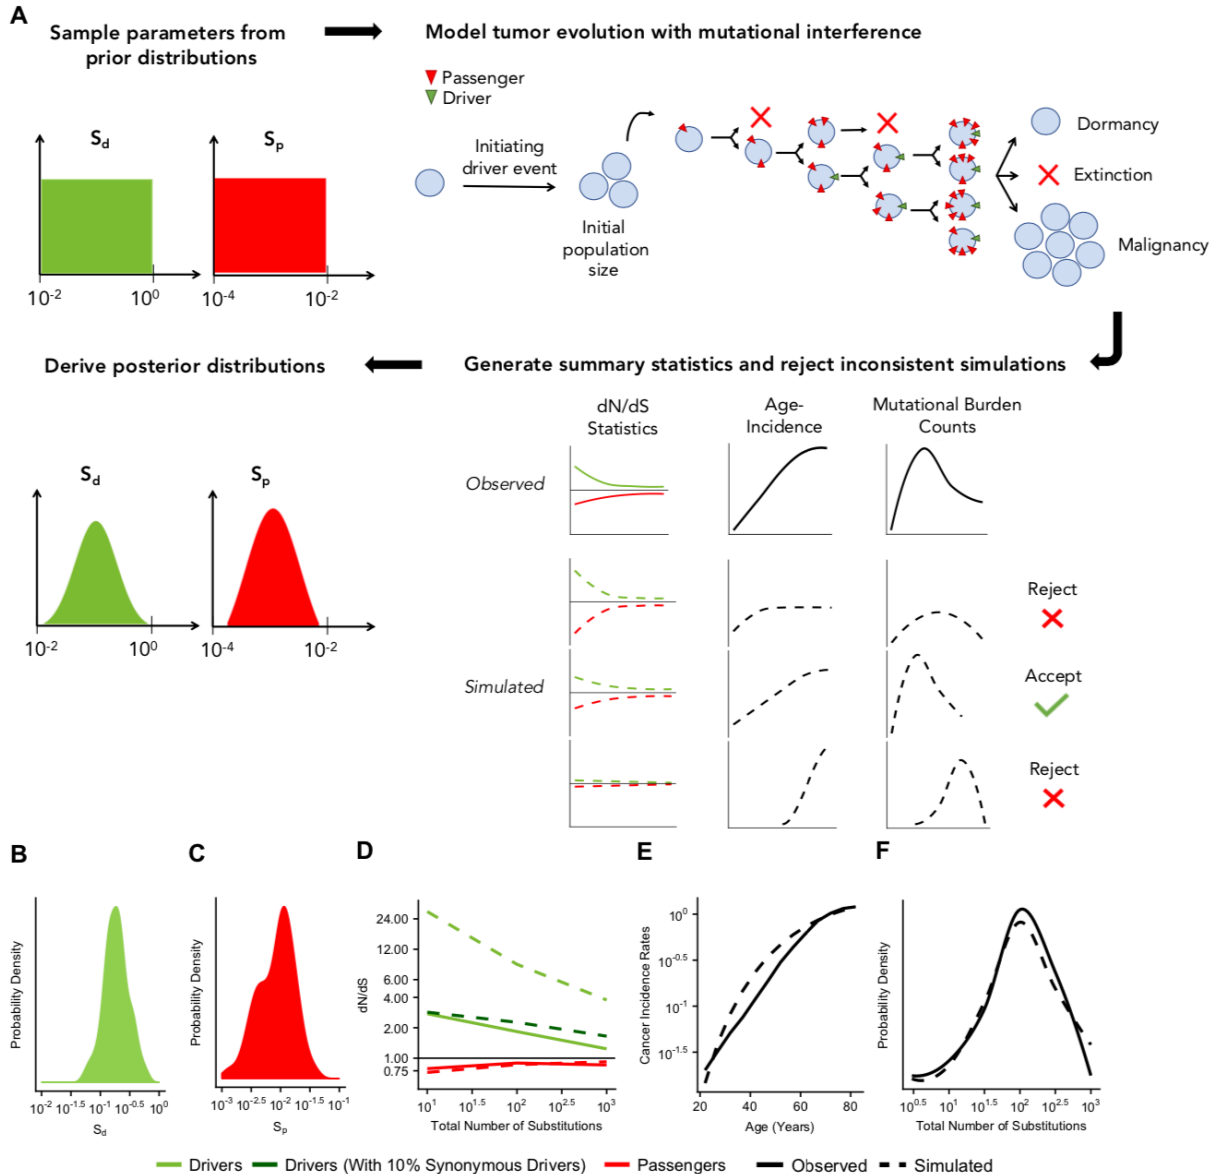 A
Sample parameters from
prior distributions
Model tumor evolution with mutational interference
Passenger
Driver
Sd
Sp
10-2
100
10-4
10-2
Initiating
driver event
Initial
population
size
Dormancy
Extinction
Malignancy
Derive posterior distributions
Generate summary statistics and reject inconsistent simulations
dN/dS
Statistics
Age-
Incidence
Mutational Burden
Counts
Observed
Simulated
Reject
Accept
Reject
Sd
Sp
10-2
100
10-4
10-2
B
Probability Density
10-2 10-1.5 10-1 10-0.5 100
Sd
C
Probability Density
10-3 10-2.5 10-2 10-1.5 10-1
Sp
D
dN/dS
24.00
12.00
6.00
4.00
2.00
1.00
0.75
101 101.5 102 102.5 103
Total Number of Substitutions
E
Cancer Incidence Rates
100
10-0.5
10-1
10-1.5
20 40 60 80
Age (Years)
F
Probability Density
100.5 101 101.5 102 102.5 103
Total Number of Substitutions
Drivers Drivers (With 10% Synonymous Drivers) Passengers Observed Simulated